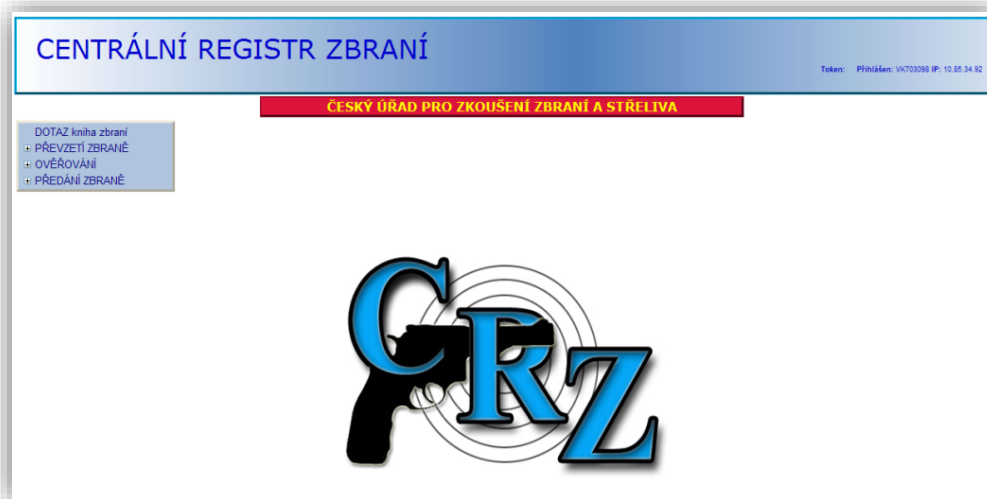 CENTRÁLNÍ REGISTR ZBRANÍ
Token: Přihlášen: VK703098 IP: 10.85.34.92
ČESKÝ ÚŘAD PRO ZKOUŠENÍ ZBRANÍ A STŘELIVA
DOTAZ kniha zbraní
PŘEVZETÍ ZBRANĚ
OVĚŘOVÁNÍ
PŘEDÁNÍ ZBRANĚ
CRZ